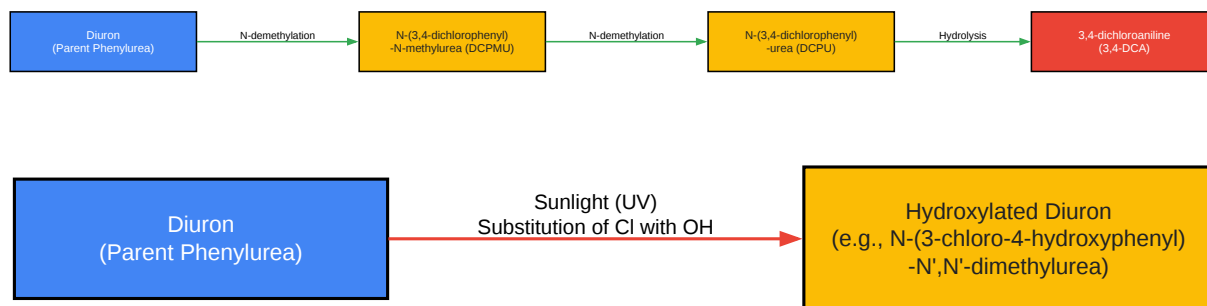 Diuron
(Parent Phenylurea)
N-demethylation
N-(3,4-dichlorophenyl)
-N-methylurea (DCPMU)
N-demethylation
N-(3,4-dichlorophenyl)
-urea (DCPU)
Hydrolysis
3,4-dichloroaniline
(3,4-DCA)
Diuron
(Parent Phenylurea)
Sunlight (UV)
Substitution of Cl with OH
Hydroxylated Diuron
(e.g., N-(3-chloro-4-hydroxyphenyl)
-N',N'-dimethylurea)